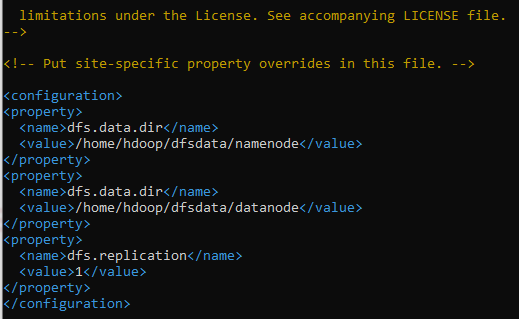 limitations under the License. See accompanying LICENSE file.
-->
<!-- Put site-specific property overrides in this file. -->
<configuration>
<property>
<name>dfs.data.dir</name>
<value>/home/hdoop/dfsdata/namenode</value>
</property>
<property>
<name>dfs.data.dir</name>
<value>/home/hdoop/dfsdata/datanode</value>
</property>
<property>
<name>dfs.replication</name>
<value>1</value>
</property>
</configuration>